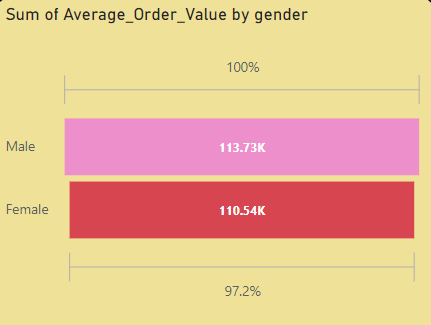 Sum of Average_Order_Value by gender
100%
Male
113.73K
Female
110.54K
97.2%